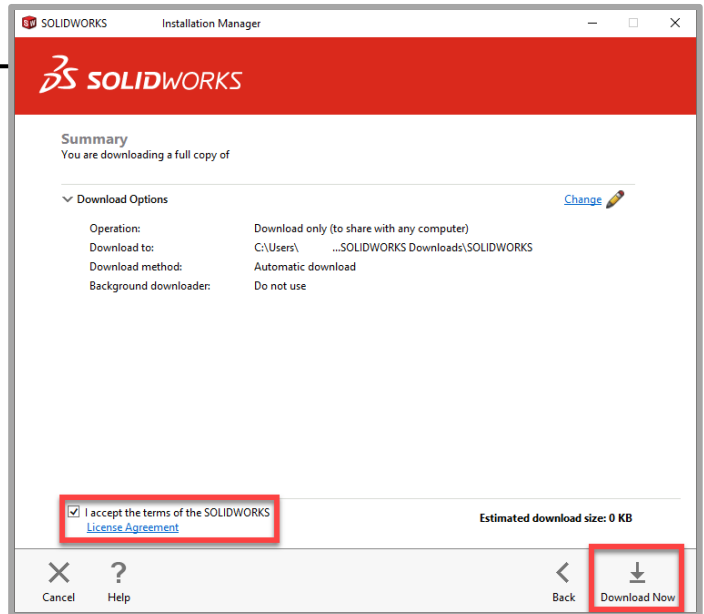 SOLIDWORKS Installation Manager
SOLIDWORKS
Summary
You are downloading a full copy of
Download Options Change
Operation: Download only (to share with any computer)
Download to: C:\Users\ ...SOLIDWORKS Downloads\SOLIDWORKS
Download method: Automatic download
Background downloader: Do not use
I accept the terms of the SOLIDWORKS
License Agreement
Estimated download size: 0 KB
Cancel Help Back Download Now